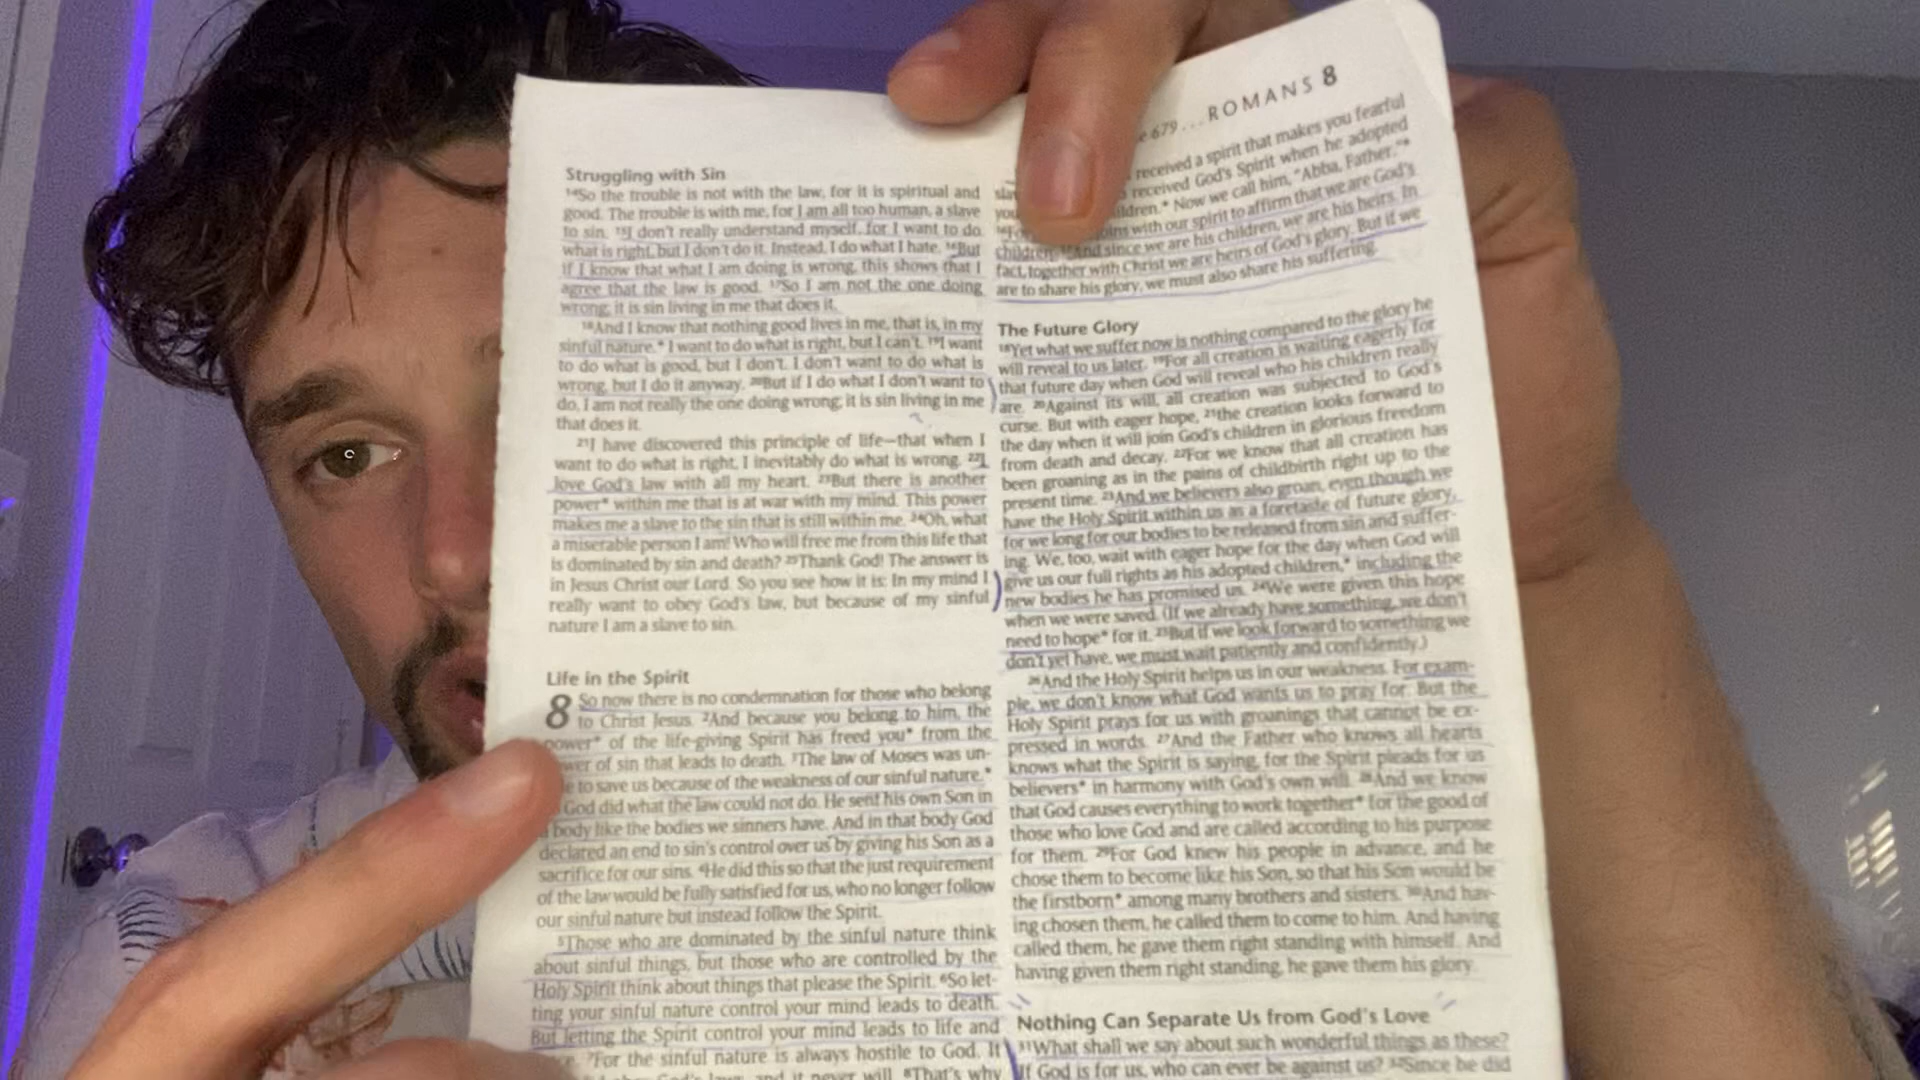 e 679 ... ROMANS 8
Struggling with Sin
¹⁴So the trouble is not with the law, for it is spiritual and
good. The trouble is with me, for I am all too human, a slave
to sin. ¹⁵I don't really understand myself, for I want to do
what is right, but I don't do it. Instead, I do what I hate. ¹⁶But
if I know that what I am doing is wrong, this shows that I
agree that the law is good. ¹⁷So I am not the one doing
wrong; it is sin living in me that does it.
¹⁸And I know that nothing good lives in me, that is, in my
sinful nature.* I want to do what is right, but I can't. ¹⁹I want
to do what is good, but I don't. I don't want to do what is
wrong, but I do it anyway. ²⁰But if I do what I don't want to
do, I am not really the one doing wrong; it is sin living in me
that does it.
²¹I have discovered this principle of life—that when I
want to do what is right, I inevitably do what is wrong. ²²I
love God's law with all my heart. ²³But there is another
power* within me that is at war with my mind. This power
makes me a slave to the sin that is still within me. ²⁴Oh, what
a miserable person I am! Who will free me from this life that
is dominated by sin and death? ²⁵Thank God! The answer is
in Jesus Christ our Lord. So you see how it is: In my mind I
really want to obey God's law, but because of my sinful
nature I am a slave to sin.
Life in the Spirit
8 So now there is no condemnation for those who belong
to Christ Jesus. ²And because you belong to him, the
power* of the life-giving Spirit has freed you* from the
wer of sin that leads to death. ³The law of Moses was un-
e to save us because of the weakness of our sinful nature.*
God did what the law could not do. He sent his own Son in
a body like the bodies we sinners have. And in that body God
declared an end to sin's control over us by giving his Son as a
sacrifice for our sins. ⁴He did this so that the just requirement
of the law would be fully satisfied for us, who no longer follow
our sinful nature but instead follow the Spirit.
⁵Those who are dominated by the sinful nature think
about sinful things, but those who are controlled by the
Holy Spirit think about things that please the Spirit. ⁶So let-
ting your sinful nature control your mind leads to death.
But letting the Spirit control your mind leads to life and
ce. ⁷For the sinful nature is always hostile to God. It
obey God's laws, and it never will. ⁸That's why
received a spirit that makes you fearful
sla received God's Spirit when he adopted
you ildren.* Now we call him, "Abba, Father."*
ins with our spirit to affirm that we are God's
children. ¹⁷And since we are his children, we are his heirs. In
fact, together with Christ we are heirs of God's glory. But if we
are to share his glory, we must also share his suffering.
The Future Glory
¹⁸Yet what we suffer now is nothing compared to the glory he
will reveal to us later. ¹⁹For all creation is waiting eagerly for
that future day when God will reveal who his children really
are. ²⁰Against its will, all creation was subjected to God's
curse. But with eager hope, ²¹the creation looks forward to
the day when it will join God's children in glorious freedom
from death and decay. ²²For we know that all creation has
been groaning as in the pains of childbirth right up to the
present time. ²³And we believers also groan, even though we
have the Holy Spirit within us as a foretaste of future glory,
for we long for our bodies to be released from sin and suffer-
ing. We, too, wait with eager hope for the day when God will
give us our full rights as his adopted children,* including the
new bodies he has promised us. ²⁴We were given this hope
when we were saved. (If we already have something, we don't
need to hope* for it. ²⁵But if we look forward to something we
don't yet have, we must wait patiently and confidently.)
²⁶And the Holy Spirit helps us in our weakness. For exam-
ple, we don't know what God wants us to pray for. But the
Holy Spirit prays for us with groanings that cannot be ex-
pressed in words. ²⁷And the Father who knows all hearts
knows what the Spirit is saying, for the Spirit pleads for us
believers* in harmony with God's own will. ²⁸And we know
that God causes everything to work together* for the good of
those who love God and are called according to his purpose
for them. ²⁹For God knew his people in advance, and he
chose them to become like his Son, so that his Son would be
the firstborn* among many brothers and sisters. ³⁰And hav-
ing chosen them, he called them to come to him. And having
called them, he gave them right standing with himself. And
having given them right standing, he gave them his glory.
Nothing Can Separate Us from God's Love
³¹What shall we say about such wonderful things as these?
If God is for us, who can ever be against us? ³²Since he did